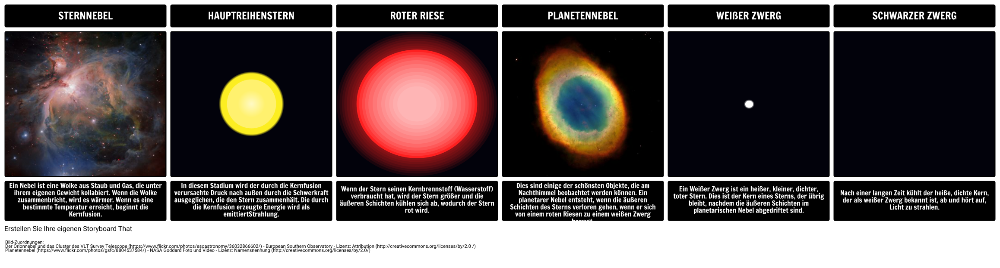 STERNNEBEL
HAUPTREIHENSTERN
ROTER RIESE
PLANETENNEBEL
WEIßER ZWERG
SCHWARZER ZWERG
Ein Nebel ist eine Wolke aus Staub und Gas, die unter
ihrem eigenen Gewicht kollabiert. Wenn die Wolke
zusammenbricht, wird es wärmer. Wenn es eine
bestimmte Temperatur erreicht, beginnt die
Kernfusion.
In diesem Stadium wird der durch die Kernfusion
verursachte Druck nach außen durch die Schwerkraft
ausgeglichen, die den Stern zusammenhält. Die durch
die Kernfusion erzeugte Energie wird als
emittiertStrahlung.
Wenn der Stern seinen Kernbrennstoff (Wasserstoff)
verbraucht hat, wird der Stern größer und die
äußeren Schichten kühlen sich ab, wodurch der Stern
rot wird.
Dies sind einige der schönsten Objekte, die am
Nachthimmel beobachtet werden können. Ein
planetarer Nebel entsteht, wenn die äußeren
Schichten des Sterns verloren gehen, wenn er sich
von einem roten Riesen zu einem weißen Zwerg
bewegt.
Ein Weißer Zwerg ist ein heißer, kleiner, dichter,
toter Stern. Dies ist der Kern eines Sterns, der übrig
bleibt, nachdem die äußeren Schichten im
planetarischen Nebel abgedriftet sind.
Nach einer langen Zeit kühlt der heiße, dichte Kern,
der als weißer Zwerg bekannt ist, ab und hört auf,
Licht zu strahlen.
Erstellen Sie Ihre eigenen Storyboard That
Bild-Zuordnungen:
Der Orionnebel und das Cluster des VLT Survey Telescope (https://www.flickr.com/photos/esoastronomy/36032866602/) - European Southern Observatory - Lizenz: Attribution (http://creativecommons.org/licenses/by/2.0 /)
Planetennebel (https://www.flickr.com/photos/gsfc/8804537584/) - NASA Goddard Foto und Video - Lizenz: Namensnennung (http://creativecommons.org/licenses/by/2.0/)